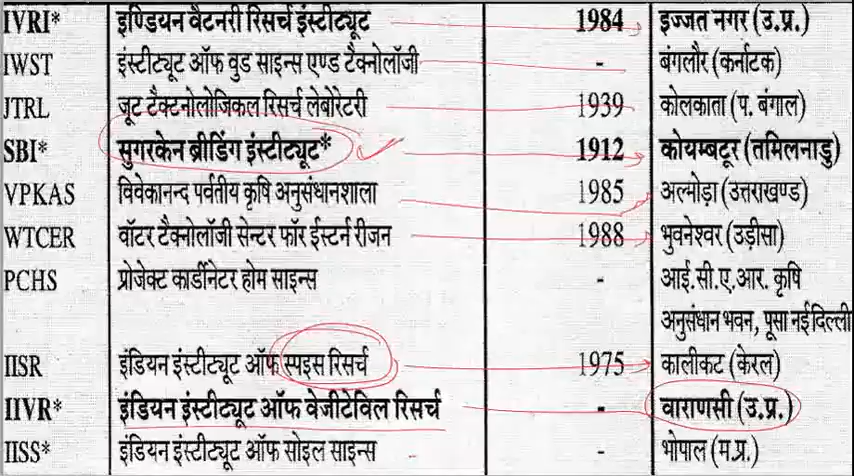 IVRI* इण्डियन वैटनरी रिसर्च इंस्टीट्यूट 1984 इज्जत नगर (उ.प्र.)
IWST इंस्टीट्यूट ऑफ वुड साइन्स एण्ड टैक्नोलॉजी - बंगलौर (कर्नाटक)
JTRL जूट टैक्टनोलोजिकल रिसर्च लेबोरेटरी 1939 कोलकाता (प. बंगाल)
SBI* सुगरकेन ब्रीडिंग इंस्टीट्यूट* 1912 कोयम्बटूर (तमिलनाडु)
VPKAS विवेकानन्द पर्वतीय कृषि अनुसंधानशाला 1985 अल्मोड़ा (उत्तराखण्ड)
WTCER वॉटर टैक्नोलॉजी सेन्टर फॉर ईस्टर्न रीजन 1988 भुवनेश्वर (उड़ीसा)
PCHS प्रोजेक्ट कार्डीनेटर होम साइन्स - आई.सी.ए.आर. कृषि
अनुसंधान भवन, पूसा नई दिल्ली
IISR इंडियन इंस्टीट्यूट ऑफ स्पाइस रिसर्च 1975 कालीकट (केरल)
IIVR* इंडियन इंस्टीट्यूट ऑफ वेजीटेविल रिसर्च - वाराणसी (उ.प्र.)
IISS* इंडियन इंस्टीट्यूट ऑफ सोइल साइन्स - भोपाल (म.प्र.)